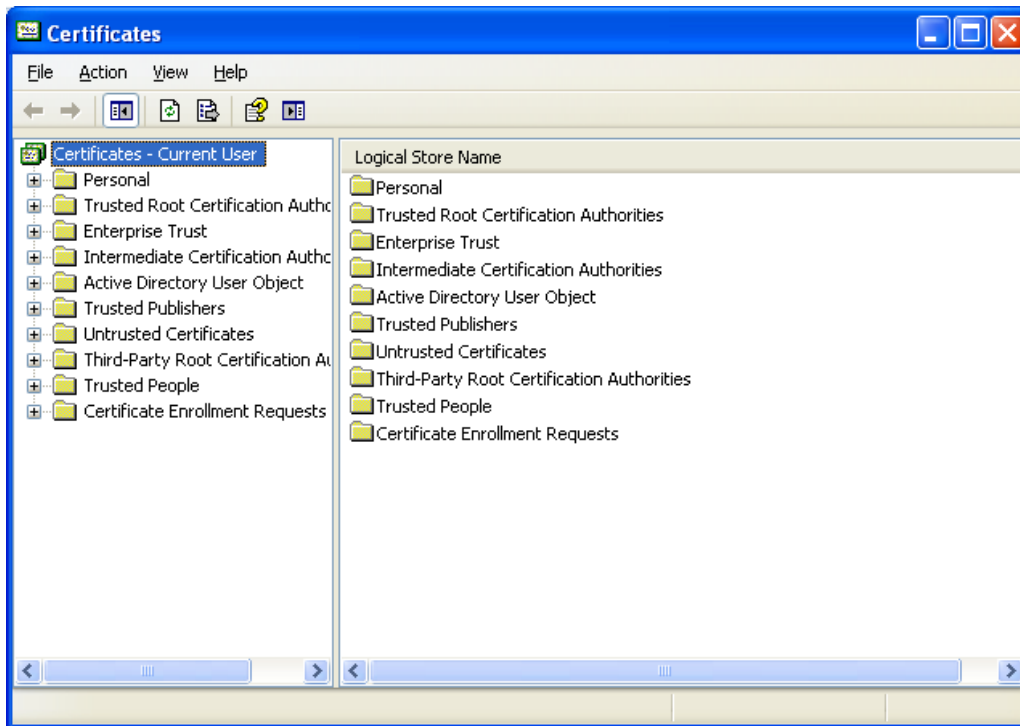 Certificates
File Action View Help
Certificates - Current User
Personal
Trusted Root Certification Autho
Enterprise Trust
Intermediate Certification Autho
Active Directory User Object
Trusted Publishers
Untrusted Certificates
Third-Party Root Certification Au
Trusted People
Certificate Enrollment Requests
Logical Store Name
Personal
Trusted Root Certification Authorities
Enterprise Trust
Intermediate Certification Authorities
Active Directory User Object
Trusted Publishers
Untrusted Certificates
Third-Party Root Certification Authorities
Trusted People
Certificate Enrollment Requests